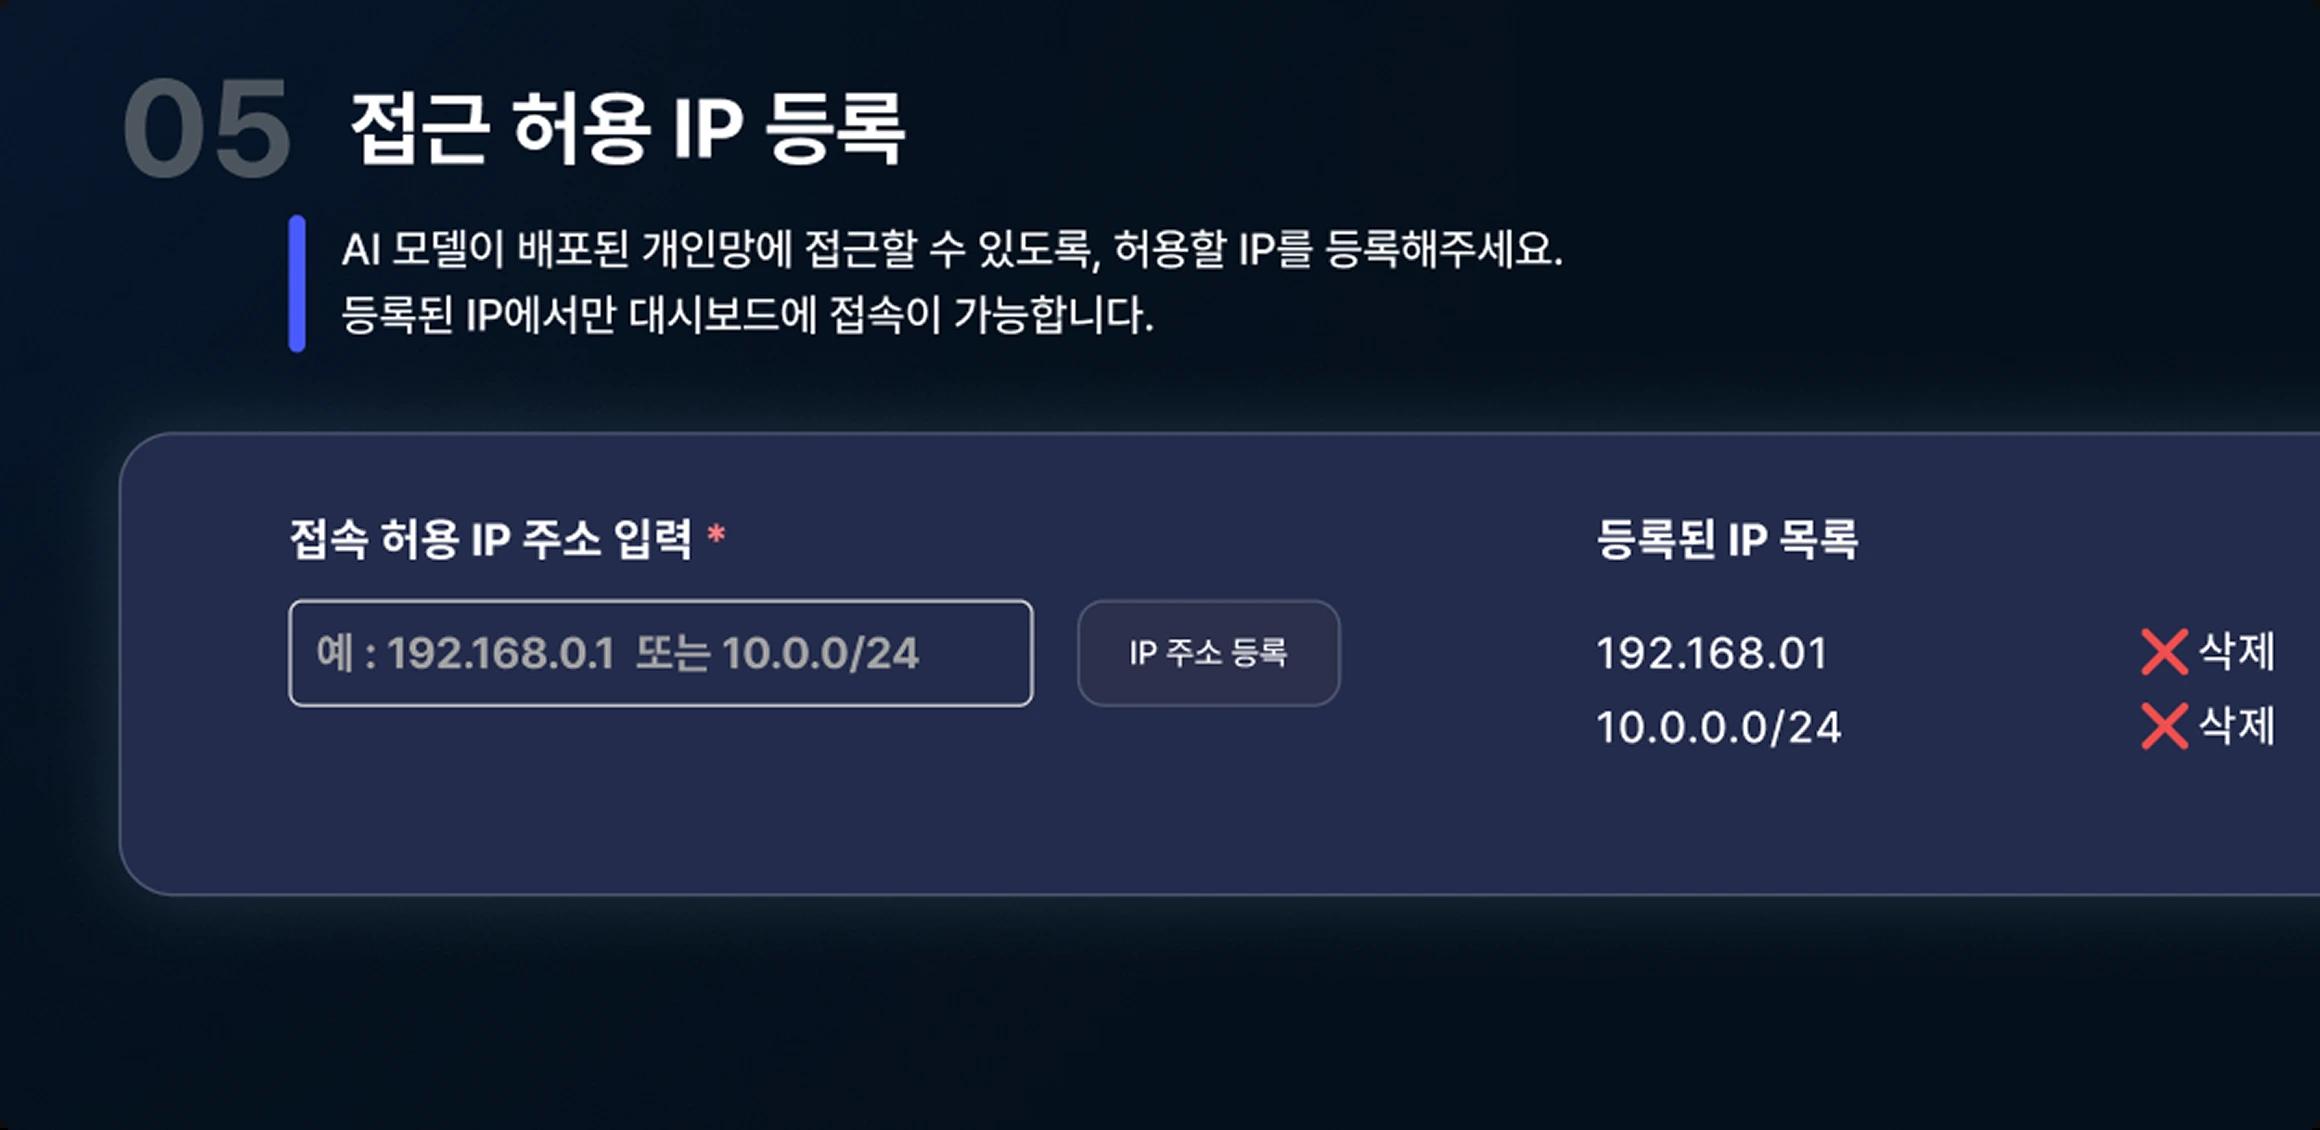 05 접근 허용 IP 등록
AI 모델이 배포된 개인망에 접근할 수 있도록, 허용할 IP를 등록해주세요.
등록된 IP에서만 대시보드에 접속이 가능합니다.
접속 허용 IP 주소 입력 *
예 : 192.168.0.1 또는 10.0.0/24
IP 주소 등록
등록된 IP 목록
192.168.01 ❌ 삭제
10.0.0.0/24 ❌ 삭제